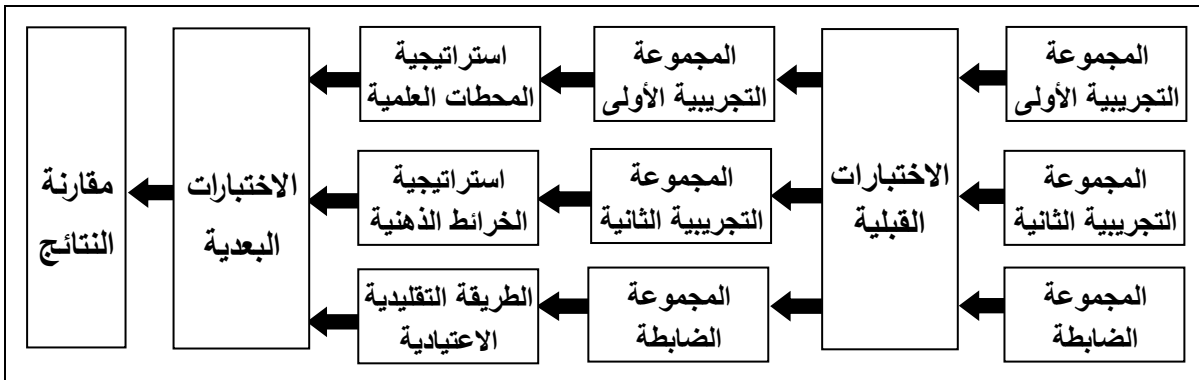 المجموعة
التجريبية الأولى
المجموعة
التجريبية الثانية
المجموعة
الضابطة
الاختبارات
القبلية
المجموعة
التجريبية الأولى
المجموعة
التجريبية الثانية
المجموعة
الضابطة
استراتيجية
المحطات العلمية
استراتيجية
الخرائط الذهنية
الطريقة التقليدية
الاعتيادية
الاختبارات
البعدية
مقارنة
النتائج